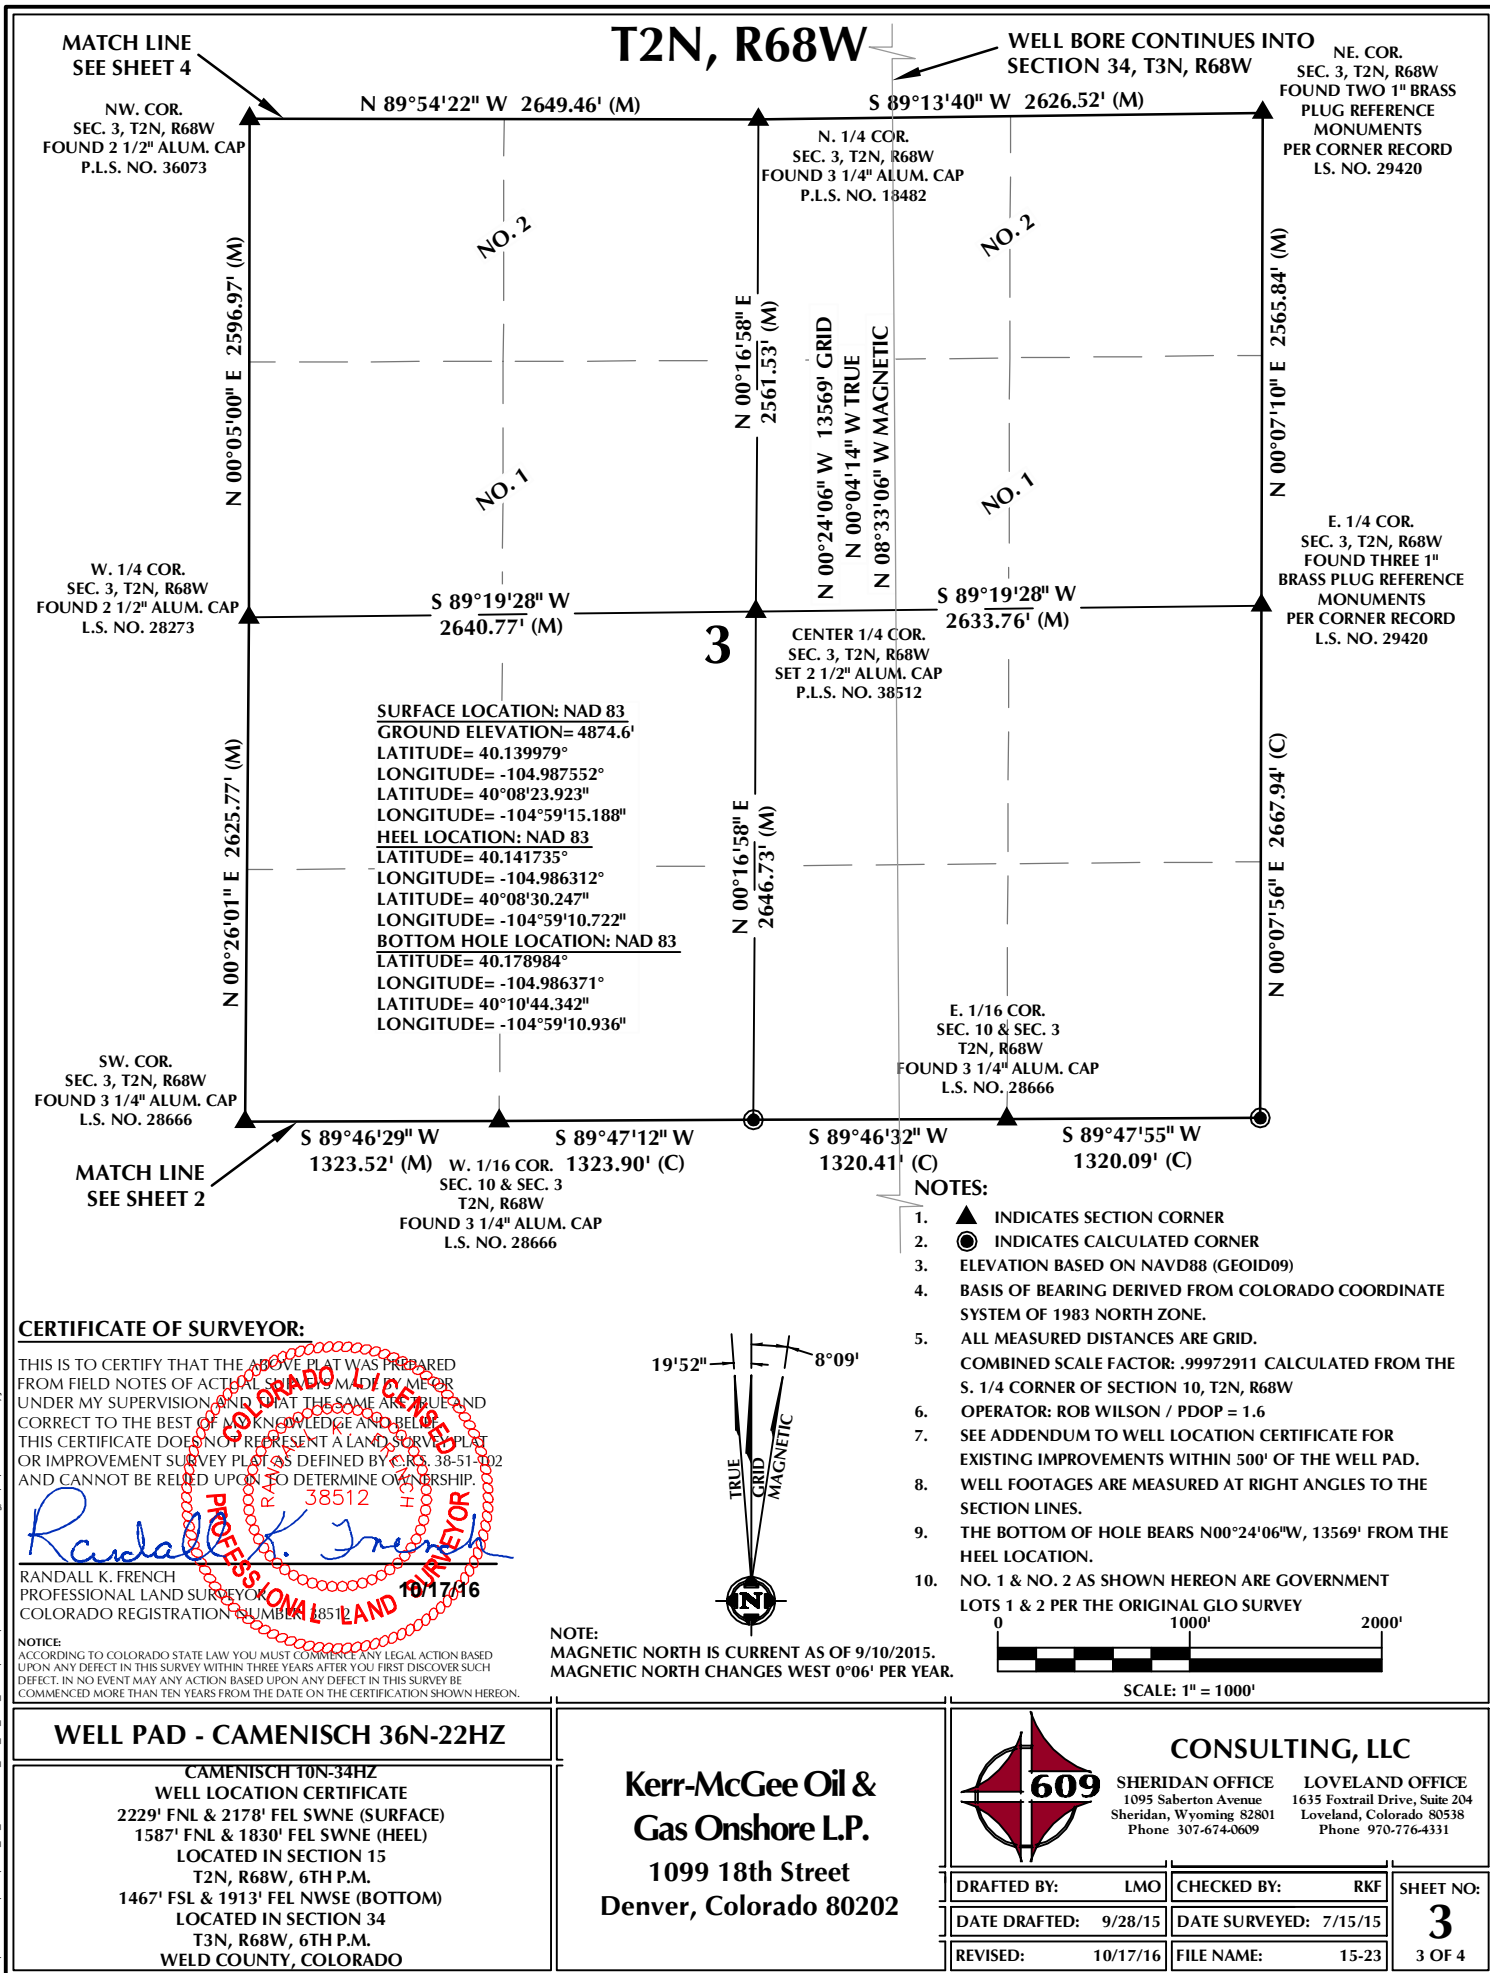 T2N, R68W
MATCH LINE
SEE SHEET 4
WELL BORE CONTINUES INTO
SECTION 34, T3N, R68W
NW. COR.
SEC. 3, T2N, R68W
FOUND 2 1/2" ALUM. CAP
P.L.S. NO. 36073
N 89°54'22" W 2649.46' (M)
S 89°13'40" W 2626.52' (M)
N. 1/4 COR.
SEC. 3, T2N, R68W
FOUND 3 1/4" ALUM. CAP
P.L.S. NO. 18482
NE. COR.
SEC. 3, T2N, R68W
FOUND TWO 1" BRASS
PLUG REFERENCE
MONUMENTS
PER CORNER RECORD
LS. NO. 29420
NO. 2
NO. 2
N 00°05'00" E 2596.97' (M)
N 00°16'58" E
2561.53' (M)
N 00°24'06" W 13569' GRID
N 00°04'14" W TRUE
N 08°33'06" W MAGNETIC
N 00°07'10" E 2565.84' (M)
NO. 1
NO. 1
W. 1/4 COR.
SEC. 3, T2N, R68W
FOUND 2 1/2" ALUM. CAP
L.S. NO. 28273
S 89°19'28" W
2640.77' (M)
3
S 89°19'28" W
2633.76' (M)
CENTER 1/4 COR.
SEC. 3, T2N, R68W
SET 2 1/2" ALUM. CAP
P.L.S. NO. 38512
E. 1/4 COR.
SEC. 3, T2N, R68W
FOUND THREE 1"
BRASS PLUG REFERENCE
MONUMENTS
PER CORNER RECORD
L.S. NO. 29420
SURFACE LOCATION: NAD 83
GROUND ELEVATION= 4874.6'
LATITUDE= 40.139979°
LONGITUDE= -104.987552°
LATITUDE= 40°08'23.923"
LONGITUDE= -104°59'15.188"
HEEL LOCATION: NAD 83
LATITUDE= 40.141735°
LONGITUDE= -104.986312°
LATITUDE= 40°08'30.247"
LONGITUDE= -104°59'10.722"
BOTTOM HOLE LOCATION: NAD 83
LATITUDE= 40.178984°
LONGITUDE= -104.986371°
LATITUDE= 40°10'44.342"
LONGITUDE= -104°59'10.936"
N 00°26'01" E 2625.77' (M)
N 00°16'58" E
2646.73' (M)
N 00°07'56" E 2667.94' (C)
E. 1/16 COR.
SEC. 10 & SEC. 3
T2N, R68W
FOUND 3 1/4" ALUM. CAP
L.S. NO. 28666
SW. COR.
SEC. 3, T2N, R68W
FOUND 3 1/4" ALUM. CAP
L.S. NO. 28666
MATCH LINE
SEE SHEET 2
S 89°46'29" W
1323.52' (M)
S 89°47'12" W
1323.90' (C)
S 89°46'32" W
1320.41' (C)
S 89°47'55" W
1320.09' (C)
W. 1/16 COR.
SEC. 10 & SEC. 3
T2N, R68W
FOUND 3 1/4" ALUM. CAP
L.S. NO. 28666
NOTES:
1. INDICATES SECTION CORNER
2. INDICATES CALCULATED CORNER
3. ELEVATION BASED ON NAVD88 (GEOID09)
4. BASIS OF BEARING DERIVED FROM COLORADO COORDINATE
SYSTEM OF 1983 NORTH ZONE.
5. ALL MEASURED DISTANCES ARE GRID.
COMBINED SCALE FACTOR: .99972911 CALCULATED FROM THE
S. 1/4 CORNER OF SECTION 10, T2N, R68W
6. OPERATOR: ROB WILSON / PDOP = 1.6
7. SEE ADDENDUM TO WELL LOCATION CERTIFICATE FOR
EXISTING IMPROVEMENTS WITHIN 500' OF THE WELL PAD.
8. WELL FOOTAGES ARE MEASURED AT RIGHT ANGLES TO THE
SECTION LINES.
9. THE BOTTOM OF HOLE BEARS N00°24'06"W, 13569' FROM THE
HEEL LOCATION.
10. NO. 1 & NO. 2 AS SHOWN HEREON ARE GOVERNMENT
LOTS 1 & 2 PER THE ORIGINAL GLO SURVEY
CERTIFICATE OF SURVEYOR:
THIS IS TO CERTIFY THAT THE ABOVE PLAT WAS PREPARED
FROM FIELD NOTES OF ACTUAL SURVEYS MADE BY ME OR
UNDER MY SUPERVISION AND THAT THE SAME ARE TRUE AND
CORRECT TO THE BEST OF MY KNOWLEDGE AND BELIEF.
THIS CERTIFICATE DOES NOT REPRESENT A LAND SURVEY PLAT
OR IMPROVEMENT SURVEY PLAT AS DEFINED BY C.R.S. 38-51-102
AND CANNOT BE RELIED UPON TO DETERMINE OWNERSHIP.
COLORADO LICENSED
RANDALL K. FRENCH
38512
PROFESSIONAL LAND SURVEYOR
Randall K. French
10/17/16
RANDALL K. FRENCH
PROFESSIONAL LAND SURVEYOR
COLORADO REGISTRATION NUMBER 38512
NOTICE:
ACCORDING TO COLORADO STATE LAW YOU MUST COMMENCE ANY LEGAL ACTION BASED
UPON ANY DEFECT IN THIS SURVEY WITHIN THREE YEARS AFTER YOU FIRST DISCOVER SUCH
DEFECT. IN NO EVENT MAY ANY ACTION BASED UPON ANY DEFECT IN THIS SURVEY BE
COMMENCED MORE THAN TEN YEARS FROM THE DATE ON THE CERTIFICATION SHOWN HEREON.
19'52"
8°09'
TRUE
GRID
MAGNETIC
N
NOTE:
MAGNETIC NORTH IS CURRENT AS OF 9/10/2015.
MAGNETIC NORTH CHANGES WEST 0°06' PER YEAR.
0 1000' 2000'
SCALE: 1" = 1000'
WELL PAD - CAMENISCH 36N-22HZ
CAMENISCH 10N-34HZ
WELL LOCATION CERTIFICATE
2229' FNL & 2178' FEL SWNE (SURFACE)
1587' FNL & 1830' FEL SWNE (HEEL)
LOCATED IN SECTION 15
T2N, R68W, 6TH P.M.
1467' FSL & 1913' FEL NWSE (BOTTOM)
LOCATED IN SECTION 34
T3N, R68W, 6TH P.M.
WELD COUNTY, COLORADO
Kerr-McGee Oil &
Gas Onshore L.P.
1099 18th Street
Denver, Colorado 80202
609
CONSULTING, LLC
SHERIDAN OFFICE
1095 Saberton Avenue
Sheridan, Wyoming 82801
Phone 307-674-0609
LOVELAND OFFICE
1635 Foxtrail Drive, Suite 204
Loveland, Colorado 80538
Phone 970-776-4331
DRAFTED BY: LMO
CHECKED BY: RKF
DATE DRAFTED: 9/28/15
DATE SURVEYED: 7/15/15
REVISED: 10/17/16
FILE NAME: 15-23
SHEET NO:
3
3 OF 4